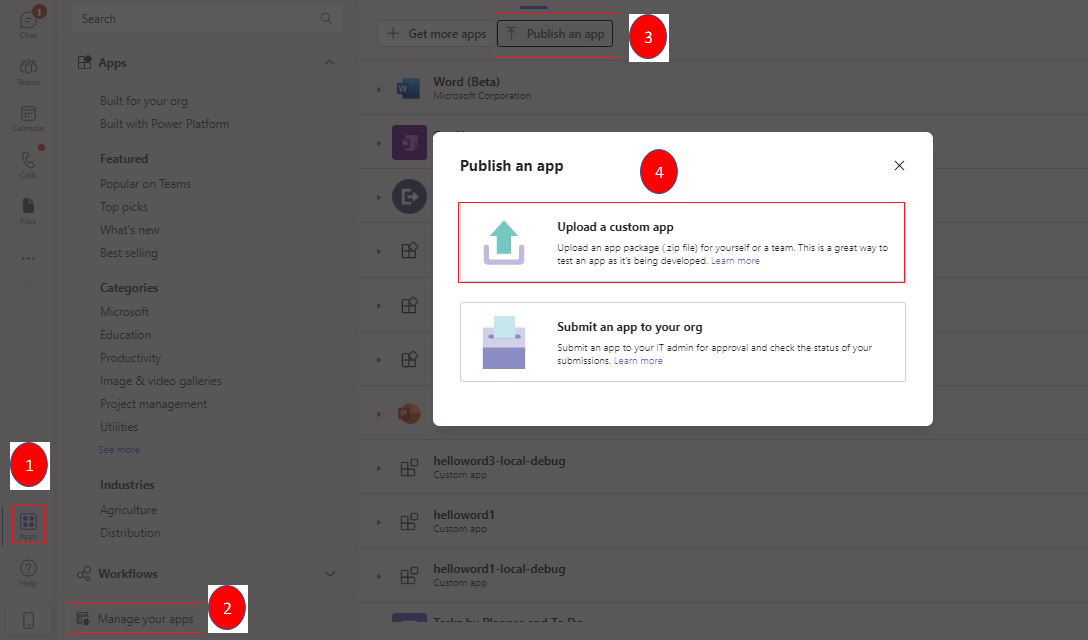 1
Chat
Teams
Calendar
Calls
Files
1
Apps
Help
Search
Apps
Built for your org
Built with Power Platform
Featured
Popular on Teams
Top picks
What's new
Best selling
Categories
Microsoft
Education
Productivity
Image & video galleries
Project management
Utilities
See more
Industries
Agriculture
Distribution
Workflows
Manage your apps
2
Get more apps
Publish an app
3
Word (Beta)
Microsoft Corporation
Publish an app
4
Upload a custom app
Upload an app package (.zip file) for yourself or a team. This is a great way to
test an app as it's being developed. Learn more
Submit an app to your org
Submit an app to your IT admin for approval and check the status of your
submissions. Learn more
helloword3-local-debug
Custom app
helloword1
Custom app
helloword1-local-debug
Custom app
Tasks by Planner and To Do